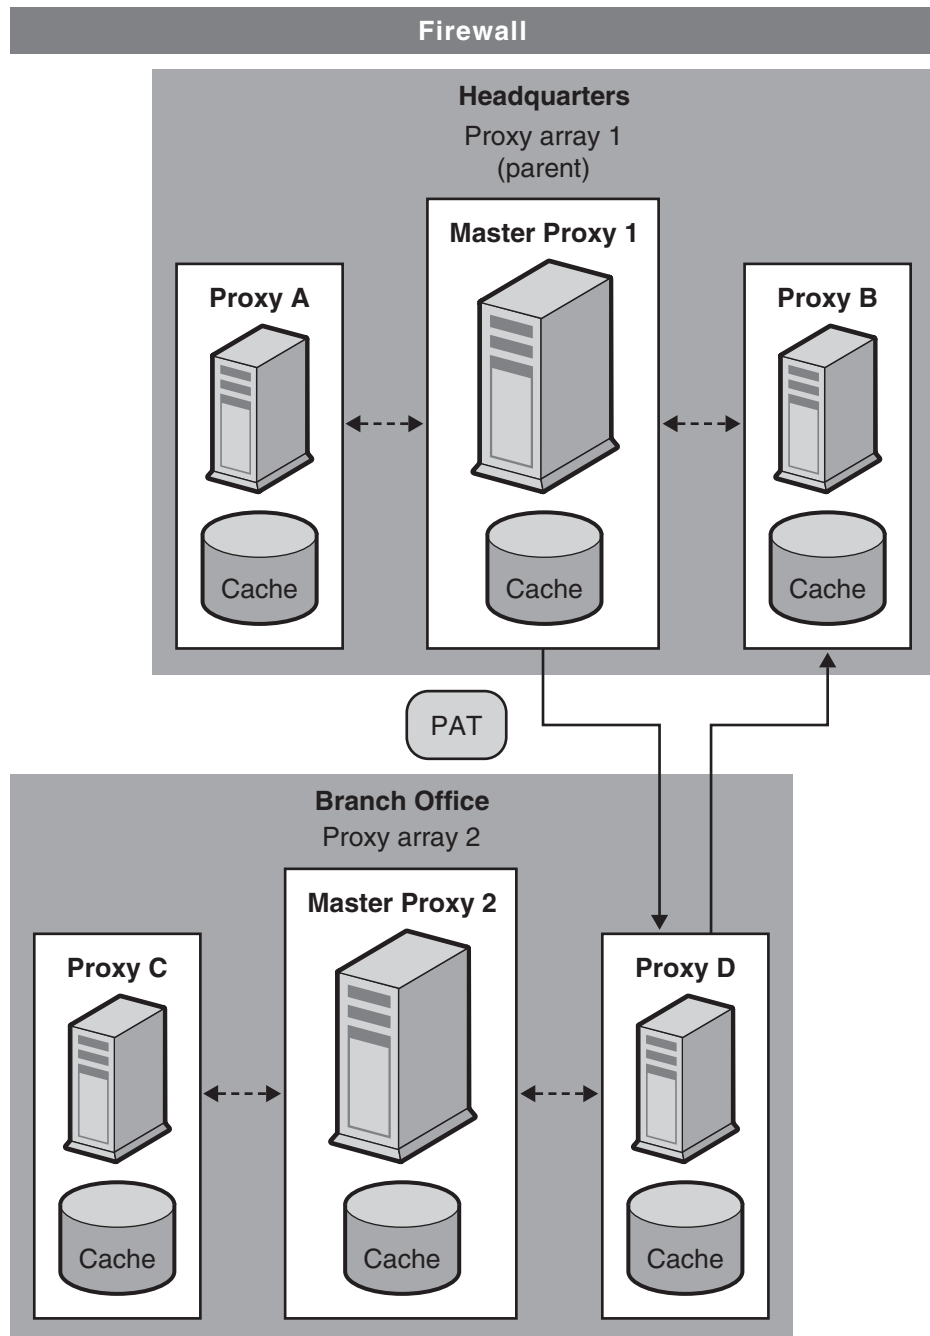 Firewall
Headquarters
Proxy array 1
(parent)
Master Proxy 1
Proxy A
Proxy B
Cache
Cache
Cache
PAT
Branch Office
Proxy array 2
Master Proxy 2
Proxy C
Proxy D
Cache
Cache
Cache